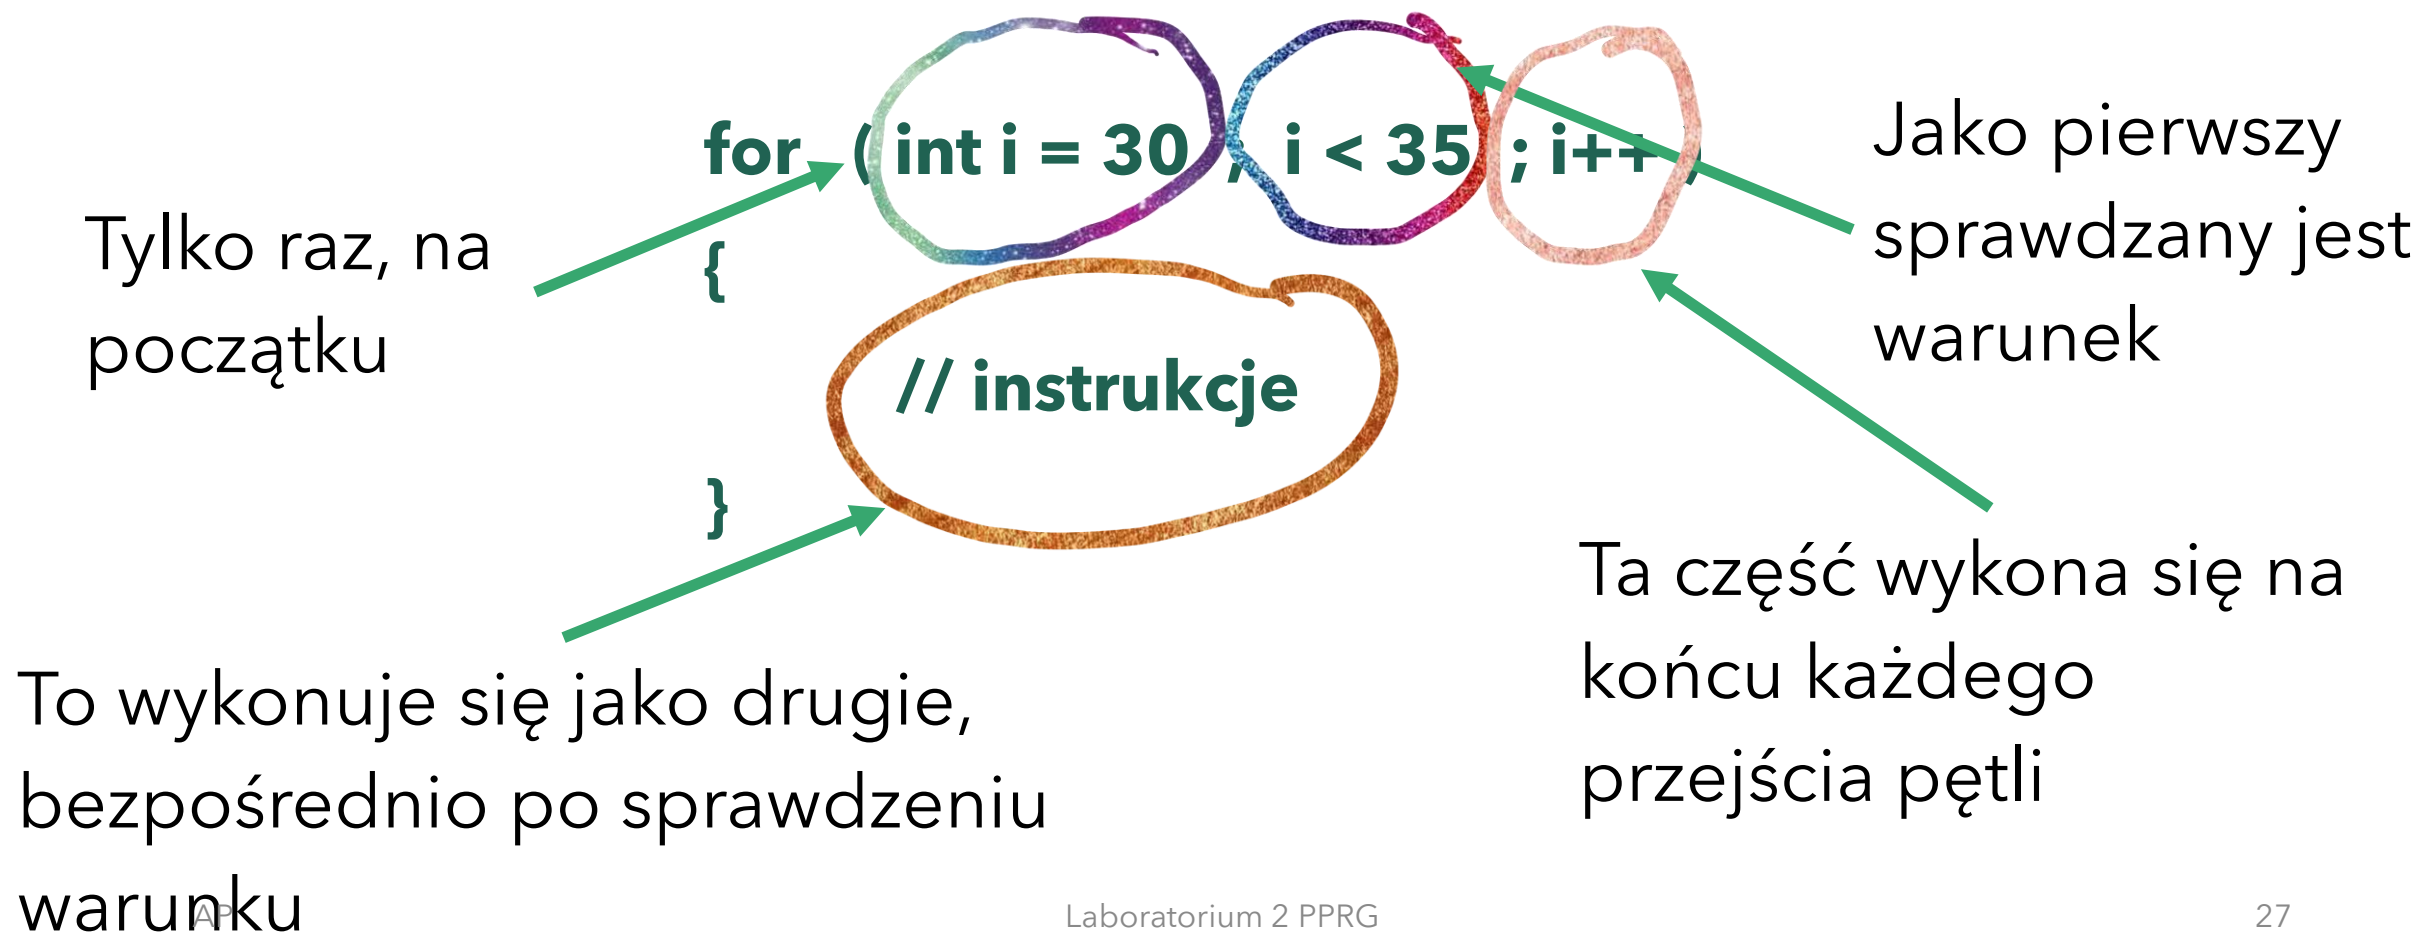 for ( int i = 30 ; i < 35 ; i++ )
{
// instrukcje
}
Tylko raz, na
początku
Jako pierwszy
sprawdzany jest
warunek
To wykonuje się jako drugie,
bezpośrednio po sprawdzeniu
warunku
Ta część wykona się na
końcu każdego
przejścia pętli
AP
Laboratorium 2 PPRG
27